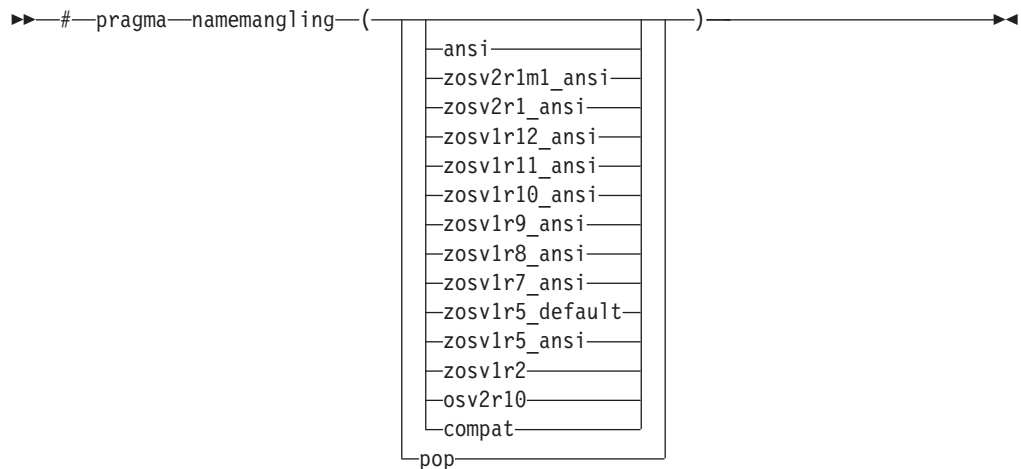 ►► # pragma namemangling ( ) ►◄
ansi
zosv2r1m1_ansi
zosv2r1_ansi
zosv1r12_ansi
zosv1r11_ansi
zosv1r10_ansi
zosv1r9_ansi
zosv1r8_ansi
zosv1r7_ansi
zosv1r5_default
zosv1r5_ansi
zosv1r2
osv2r10
compat
pop